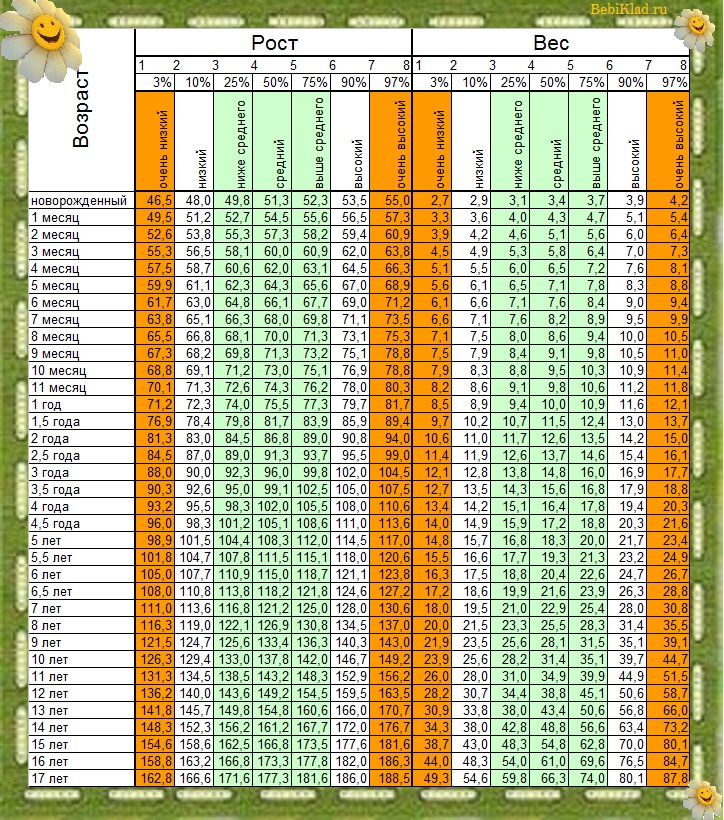 BebiKlad.ru
Возраст
Рост Вес
1 2 3 4 5 6 7 8 1 2 3 4 5 6 7 8
3% 10% 25% 50% 75% 90% 97% 3% 10% 25% 50% 75% 90% 97%
очень низкий низкий ниже среднего средний выше среднего высокий очень высокий очень низкий низкий ниже среднего средний выше среднего высокий очень высокий
новорожденный 46,5 48,0 49,8 51,3 52,3 53,5 55,0 2,7 2,9 3,1 3,4 3,7 3,9 4,2
1 месяц 49,5 51,2 52,7 54,5 55,6 56,5 57,3 3,3 3,6 4,0 4,3 4,7 5,1 5,4
2 месяц 52,6 53,8 55,3 57,3 58,2 59,4 60,9 3,9 4,2 4,6 5,1 5,6 6,0 6,4
3 месяц 55,3 56,5 58,1 60,0 60,9 62,0 63,8 4,5 4,9 5,3 5,8 6,4 7,0 7,3
4 месяц 57,5 58,7 60,6 62,0 63,1 64,5 66,3 5,1 5,5 6,0 6,5 7,2 7,6 8,1
5 месяц 59,9 61,1 62,3 64,3 65,6 67,0 68,9 5,6 6,1 6,5 7,1 7,8 8,3 8,8
6 месяц 61,7 63,0 64,8 66,1 67,7 69,0 71,2 6,1 6,6 7,1 7,6 8,4 9,0 9,4
7 месяц 63,8 65,1 66,3 68,0 69,8 71,1 73,5 6,6 7,1 7,6 8,2 8,9 9,5 9,9
8 месяц 65,5 66,8 68,1 70,0 71,3 73,1 75,3 7,1 7,5 8,0 8,6 9,4 10,0 10,5
9 месяц 67,3 68,2 69,8 71,3 73,2 75,1 78,8 7,5 7,9 8,4 9,1 9,8 10,5 11,0
10 месяц 68,8 69,1 71,2 73,0 75,1 76,9 78,8 7,9 8,3 8,8 9,5 10,3 10,9 11,4
11 месяц 70,1 71,3 72,6 74,3 76,2 78,0 80,3 8,2 8,6 9,1 9,8 10,6 11,2 11,8
1 год 71,2 72,3 74,0 75,5 77,3 79,7 81,7 8,5 8,9 9,4 10,0 10,9 11,6 12,1
1,5 года 76,9 78,4 79,8 81,7 83,9 85,9 89,4 9,7 10,2 10,7 11,5 12,4 13,0 13,7
2 года 81,3 83,0 84,5 86,8 89,0 90,8 94,0 10,6 11,0 11,7 12,6 13,5 14,2 15,0
2,5 года 84,5 87,0 89,0 91,3 93,7 95,5 99,0 11,4 11,9 12,6 13,7 14,6 15,4 16,1
3 года 88,0 90,0 92,3 96,0 99,8 102,0 104,5 12,1 12,8 13,8 14,8 16,0 16,9 17,7
3,5 года 90,3 92,6 95,0 99,1 102,5 105,0 107,5 12,7 13,5 14,3 15,6 16,8 17,9 18,8
4 года 93,2 95,5 98,3 102,0 105,5 108,0 110,6 13,4 14,2 15,1 16,4 17,8 19,4 20,3
4,5 года 96,0 98,3 101,2 105,1 108,6 111,0 113,6 14,0 14,9 15,9 17,2 18,8 20,3 21,6
5 лет 98,9 101,5 104,4 108,3 112,0 114,5 117,0 14,8 15,7 16,8 18,3 20,0 21,7 23,4
5,5 лет 101,8 104,7 107,8 111,5 115,1 118,0 120,6 15,5 16,6 17,7 19,3 21,3 23,2 24,9
6 лет 105,0 107,7 110,9 115,0 118,7 121,1 123,8 16,3 17,5 18,8 20,4 22,6 24,7 26,7
6,5 лет 108,0 110,8 113,8 118,2 121,8 124,6 127,2 17,2 18,6 19,9 21,6 23,9 26,3 28,8
7 лет 111,0 113,6 116,8 121,2 125,0 128,0 130,6 18,0 19,5 21,0 22,9 25,4 28,0 30,8
8 лет 116,3 119,0 122,1 126,9 130,8 134,5 137,0 20,0 21,5 23,3 25,5 28,3 31,4 35,5
9 лет 121,5 124,7 125,6 133,4 136,3 140,3 143,0 21,9 23,5 25,6 28,1 31,5 35,1 39,1
10 лет 126,3 129,4 133,0 137,8 142,0 146,7 149,2 23,9 25,6 28,2 31,4 35,1 39,7 44,7
11 лет 131,3 134,5 138,5 143,2 148,3 152,9 156,2 26,0 28,0 31,0 34,9 39,9 44,9 51,5
12 лет 136,2 140,0 143,6 149,2 154,5 159,5 163,5 28,2 30,7 34,4 38,8 45,1 50,6 58,7
13 лет 141,8 145,7 149,8 154,8 160,6 166,0 170,7 30,9 33,8 38,0 43,4 50,6 56,8 66,0
14 лет 148,3 152,3 156,2 161,2 167,7 172,0 176,7 34,3 38,0 42,8 48,8 56,6 63,4 73,2
15 лет 154,6 158,6 162,5 166,8 173,5 177,6 181,6 38,7 43,0 48,3 54,8 62,8 70,0 80,1
16 лет 158,8 163,2 166,8 173,3 177,8 182,0 186,3 44,0 48,3 54,0 61,0 69,6 76,5 84,7
17 лет 162,8 166,6 171,6 177,3 181,6 186,0 188,5 49,3 54,6 59,8 66,3 74,0 80,1 87,8